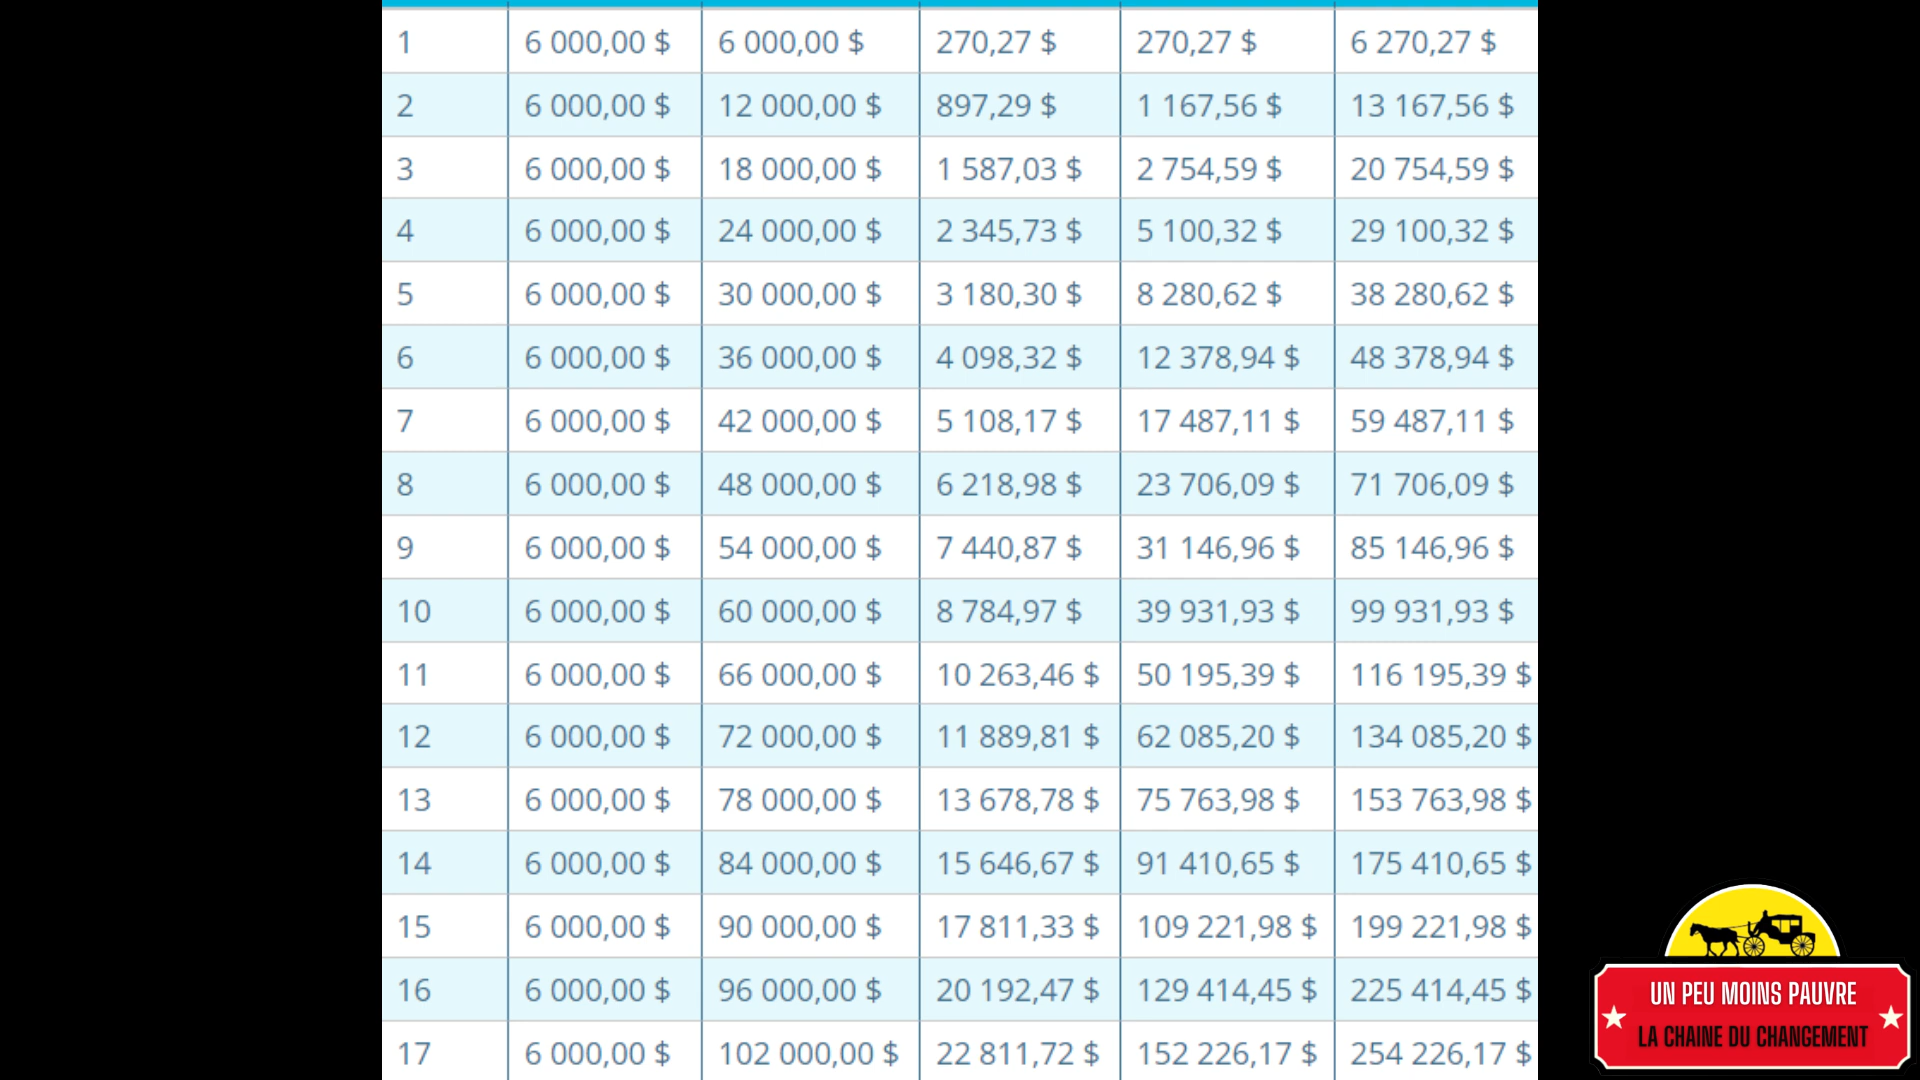 1 6 000,00 $ 6 000,00 $ 270,27 $ 270,27 $ 6 270,27 $
2 6 000,00 $ 12 000,00 $ 897,29 $ 1 167,56 $ 13 167,56 $
3 6 000,00 $ 18 000,00 $ 1 587,03 $ 2 754,59 $ 20 754,59 $
4 6 000,00 $ 24 000,00 $ 2 345,73 $ 5 100,32 $ 29 100,32 $
5 6 000,00 $ 30 000,00 $ 3 180,30 $ 8 280,62 $ 38 280,62 $
6 6 000,00 $ 36 000,00 $ 4 098,32 $ 12 378,94 $ 48 378,94 $
7 6 000,00 $ 42 000,00 $ 5 108,17 $ 17 487,11 $ 59 487,11 $
8 6 000,00 $ 48 000,00 $ 6 218,98 $ 23 706,09 $ 71 706,09 $
9 6 000,00 $ 54 000,00 $ 7 440,87 $ 31 146,96 $ 85 146,96 $
10 6 000,00 $ 60 000,00 $ 8 784,97 $ 39 931,93 $ 99 931,93 $
11 6 000,00 $ 66 000,00 $ 10 263,46 $ 50 195,39 $ 116 195,39 $
12 6 000,00 $ 72 000,00 $ 11 889,81 $ 62 085,20 $ 134 085,20 $
13 6 000,00 $ 78 000,00 $ 13 678,78 $ 75 763,98 $ 153 763,98 $
14 6 000,00 $ 84 000,00 $ 15 646,67 $ 91 410,65 $ 175 410,65 $
15 6 000,00 $ 90 000,00 $ 17 811,33 $ 109 221,98 $ 199 221,98 $
16 6 000,00 $ 96 000,00 $ 20 192,47 $ 129 414,45 $ 225 414,45 $
17 6 000,00 $ 102 000,00 $ 22 811,72 $ 152 226,17 $ 254 226,17 $
UN PEU MOINS PAUVRE
LA CHAINE DU CHANGEMENT